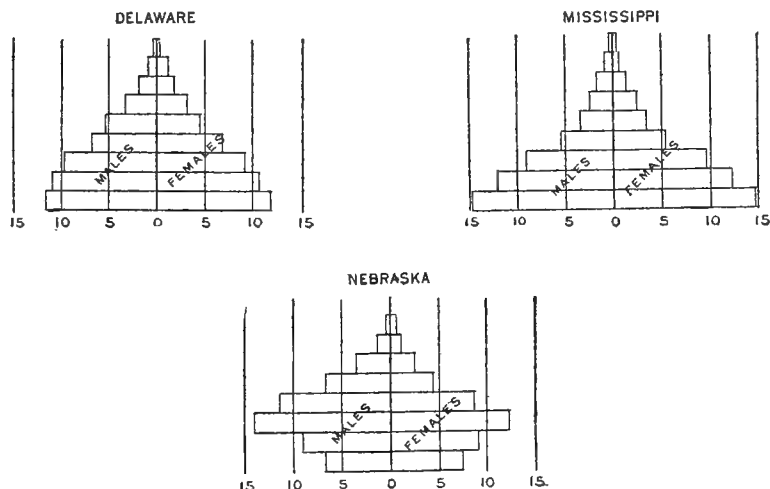 DELAWARE
MALES
FEMALES
15 10 5 0 5 10 15
MISSISSIPPI
MALES
FEMALES
15 10 5 0 5 10 15
NEBRASKA
MALES
FEMALES
15 10 5 0 5 10 15.